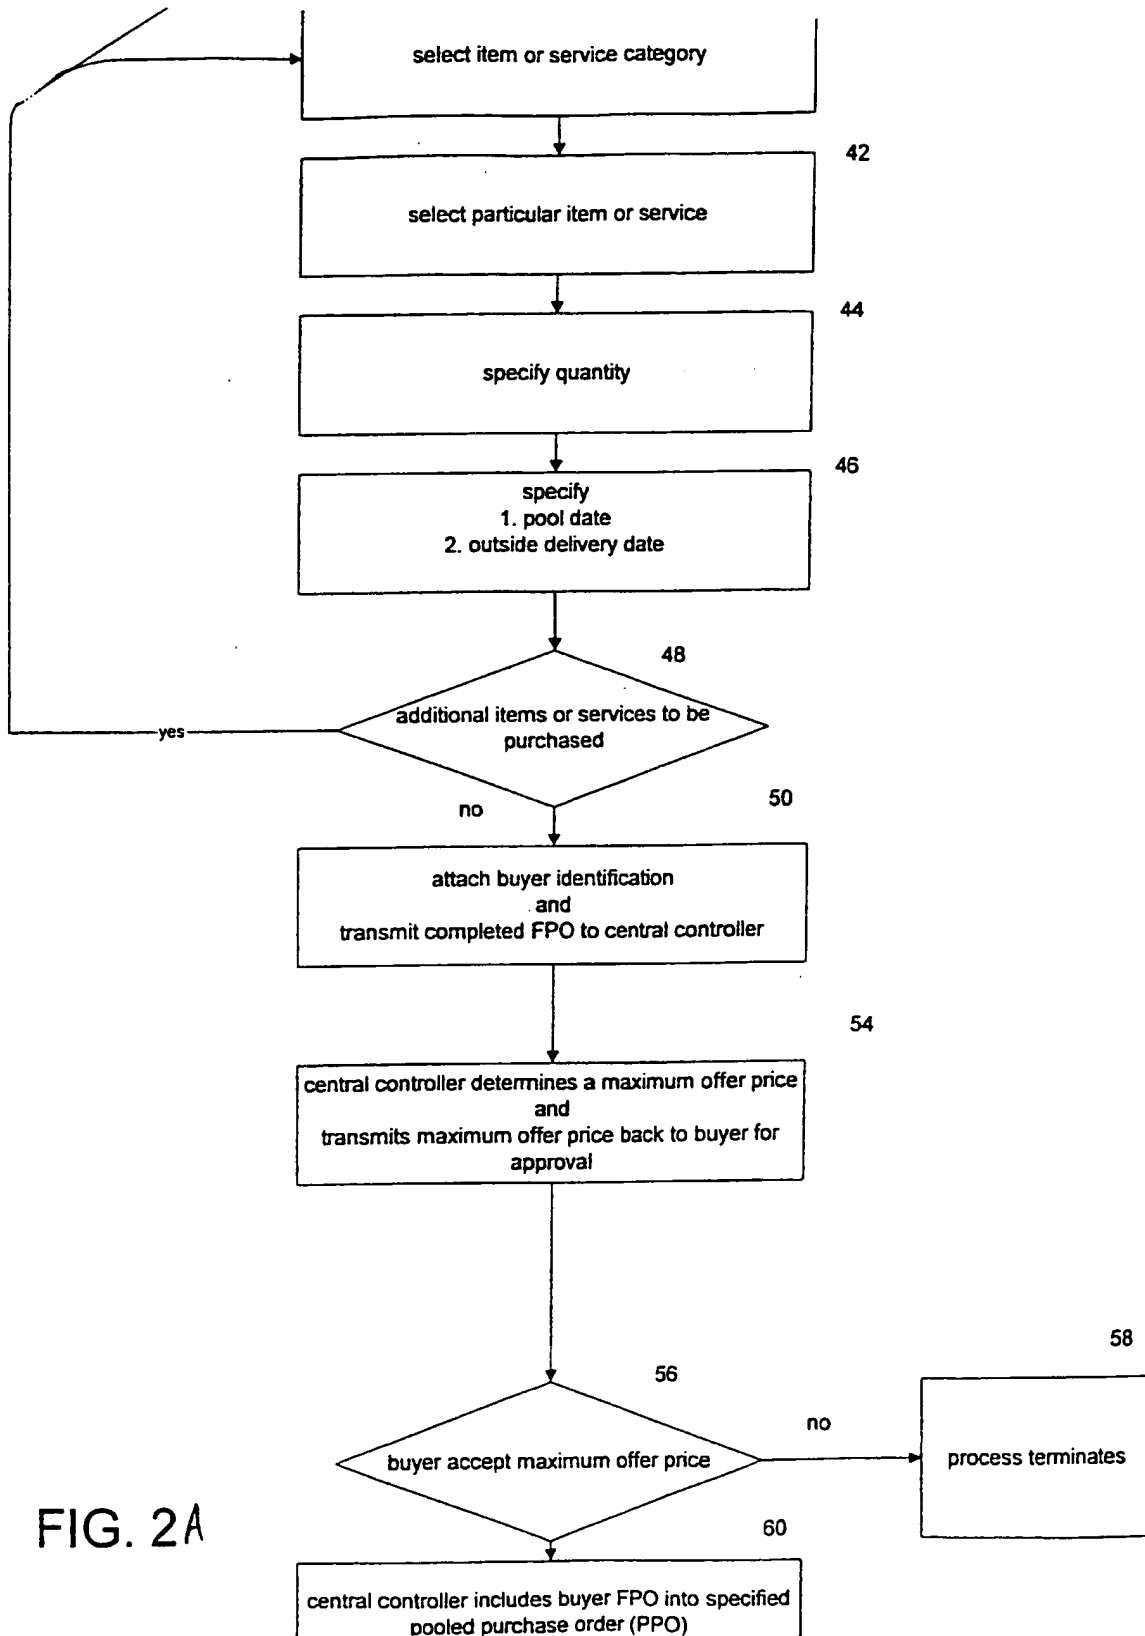 select item or service category
42
select particular item or service
44
specify quantity
46
specify
1. pool date
2. outside delivery date
48
additional items or services to be
purchased
yes
no
50
attach buyer identification
and
transmit completed FPO to central controller
54
central controller determines a maximum offer price
and
transmits maximum offer price back to buyer for
approval
56
58
buyer accept maximum offer price
no
process terminates
FIG. 2A
60
central controller includes buyer FPO into specified
pooled purchase order (PPO)